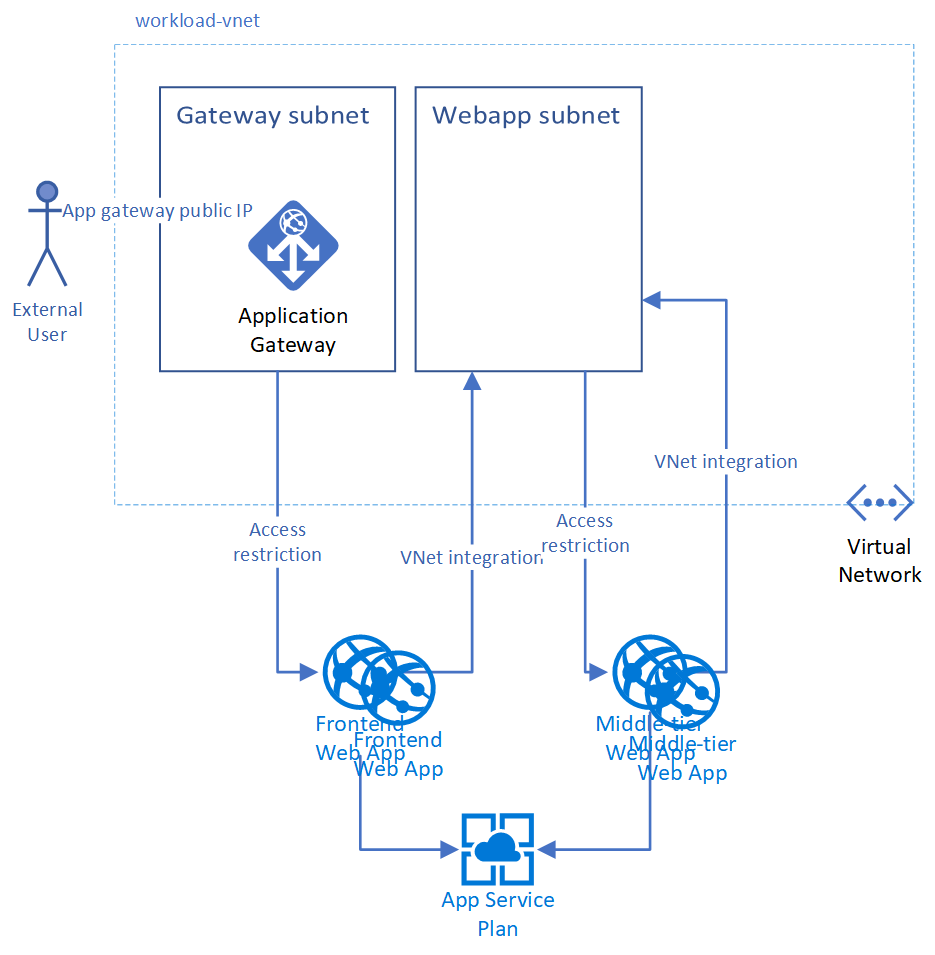 workload-vnet
Gateway subnet
Webapp subnet
App gateway public IP
External
User
Application
Gateway
VNet integration
Access
restriction
VNet integration
Access
restriction
Virtual
Network
Frontend
Web App
Frontend
Web App
Middle-tier
Web App
Middle-tier
Web App
App Service
Plan